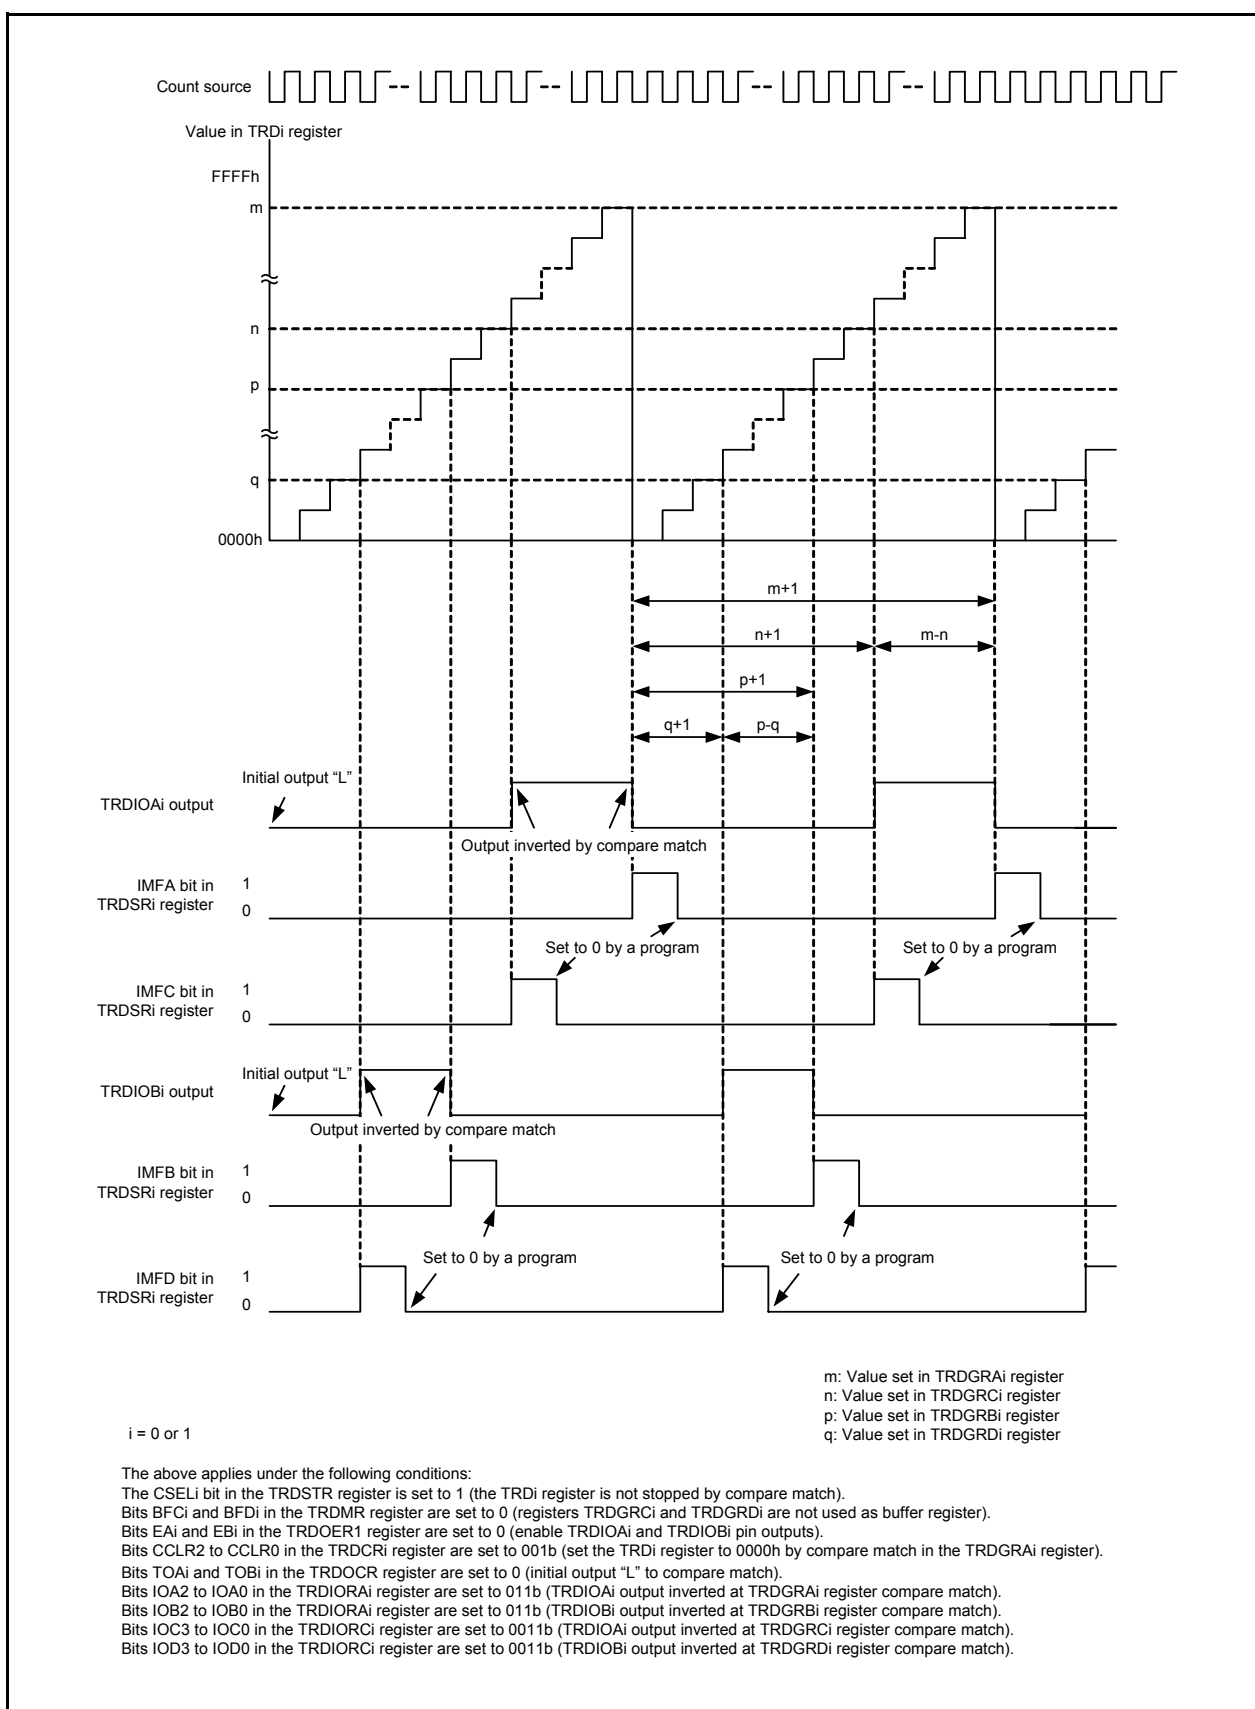 Count source
Value in TRDi register
FFFFh
m
n
p
q
0000h
m+1
n+1
m-n
p+1
q+1
p-q
Initial output “L”
TRDIOAi output
Output inverted by compare match
IMFA bit in
TRDSRi register
1
0
Set to 0 by a program
Set to 0 by a program
IMFC bit in
TRDSRi register
1
0
Initial output “L”
TRDIOBi output
Output inverted by compare match
IMFB bit in
TRDSRi register
1
0
Set to 0 by a program
Set to 0 by a program
IMFD bit in
TRDSRi register
1
0
m: Value set in TRDGRAi register
n: Value set in TRDGRCi register
p: Value set in TRDGRBi register
q: Value set in TRDGRDi register
i = 0 or 1
The above applies under the following conditions:
The CSELi bit in the TRDSTR register is set to 1 (the TRDi register is not stopped by compare match).
Bits BFCi and BFDi in the TRDMR register are set to 0 (registers TRDGRCi and TRDGRDi are not used as buffer register).
Bits EAi and EBi in the TRDOER1 register are set to 0 (enable TRDIOAi and TRDIOBi pin outputs).
Bits CCLR2 to CCLR0 in the TRDCRi register are set to 001b (set the TRDi register to 0000h by compare match in the TRDGRAi register).
Bits TOAi and TOBi in the TRDOCR register are set to 0 (initial output “L” to compare match).
Bits IOA2 to IOA0 in the TRDIORAi register are set to 011b (TRDIOAi output inverted at TRDGRAi register compare match).
Bits IOB2 to IOB0 in the TRDIORAi register are set to 011b (TRDIOBi output inverted at TRDGRBi register compare match).
Bits IOC3 to IOC0 in the TRDIORCi register are set to 0011b (TRDIOAi output inverted at TRDGRCi register compare match).
Bits IOD3 to IOD0 in the TRDIORCi register are set to 0011b (TRDIOBi output inverted at TRDGRDi register compare match).